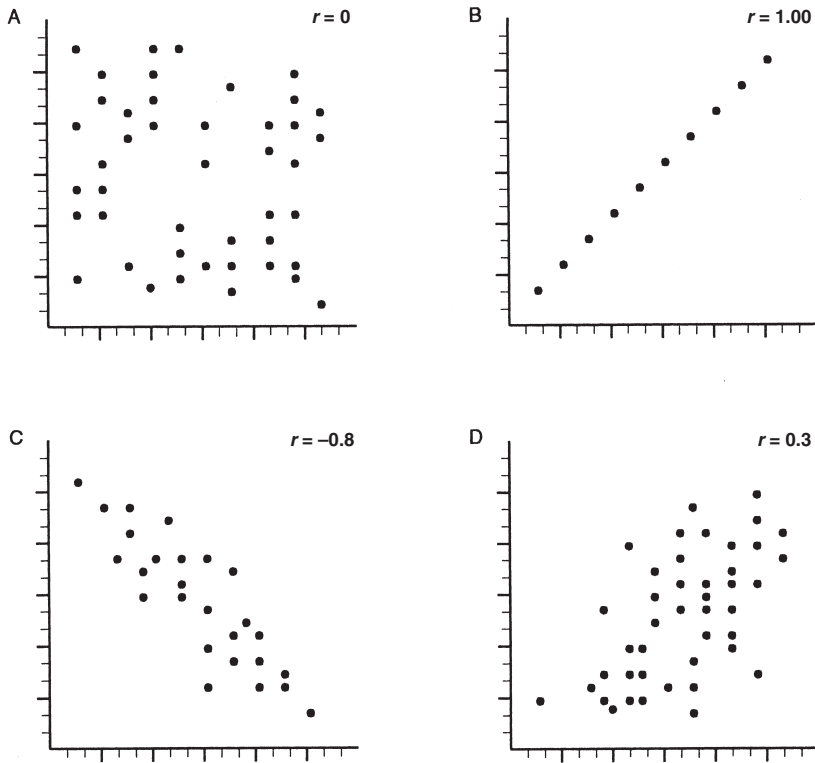 A r = 0
B r = 1.00
C r = –0.8
D r = 0.3